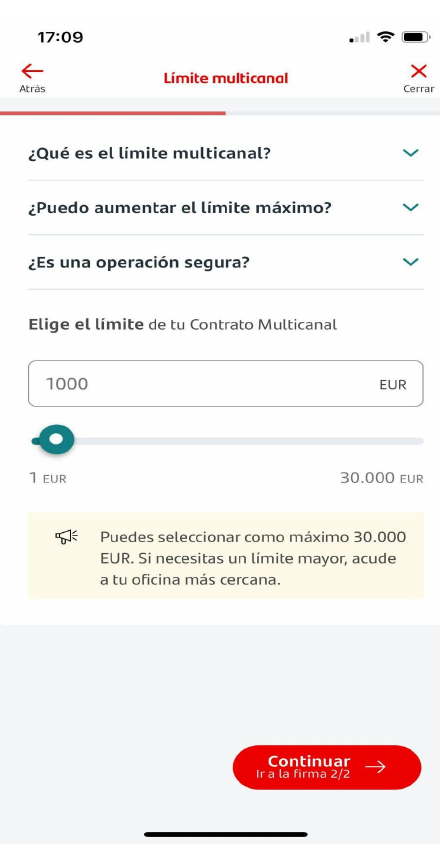 17:09
Límite multicanal
Atrás
Cerrar
¿Qué es el límite multicanal?
¿Puedo aumentar el límite máximo?
¿Es una operación segura?
Elige el límite de tu Contrato Multicanal
1000 EUR
1 EUR 30.000 EUR
Puedes seleccionar como máximo 30.000
EUR. Si necesitas un límite mayor, acude
a tu oficina más cercana.
Continuar
Ir a la firma 2/2